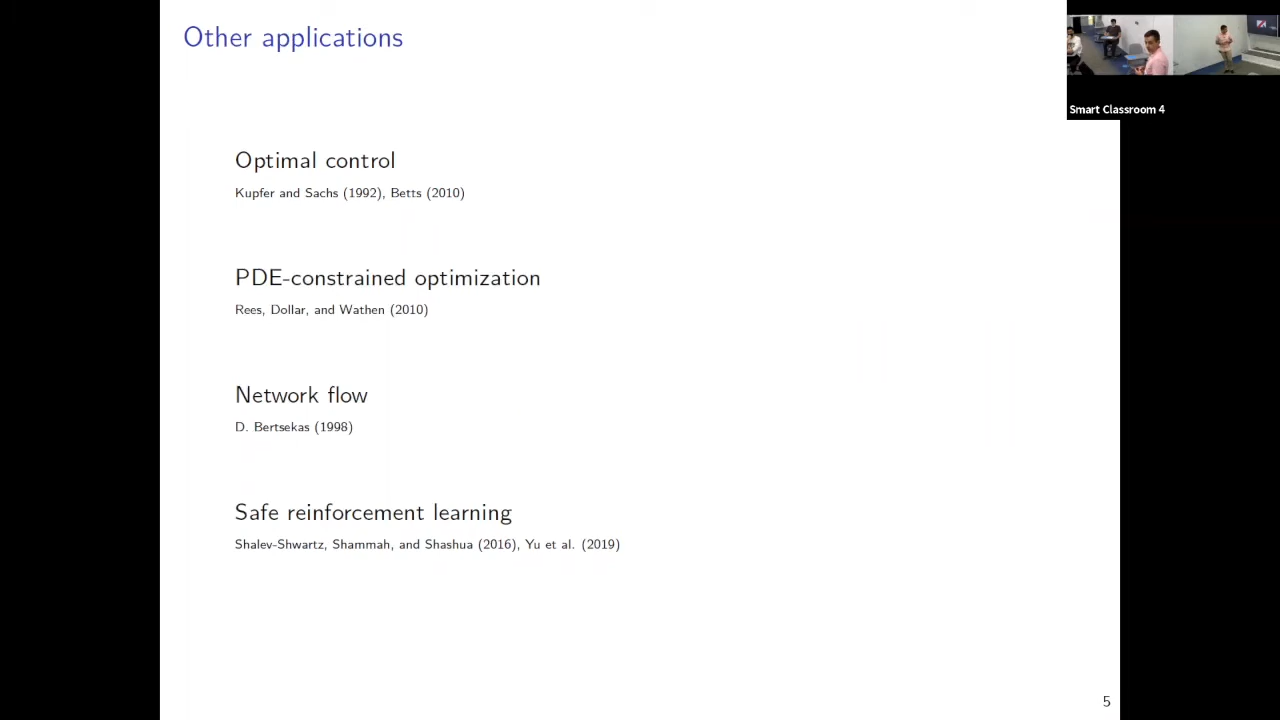 Other applications
Smart Classroom 4
Optimal control
Kupfer and Sachs (1992), Betts (2010)
PDE-constrained optimization
Rees, Dollar, and Wathen (2010)
Network flow
D. Bertsekas (1998)
Safe reinforcement learning
Shalev-Shwartz, Shammah, and Shashua (2016), Yu et al. (2019)
5